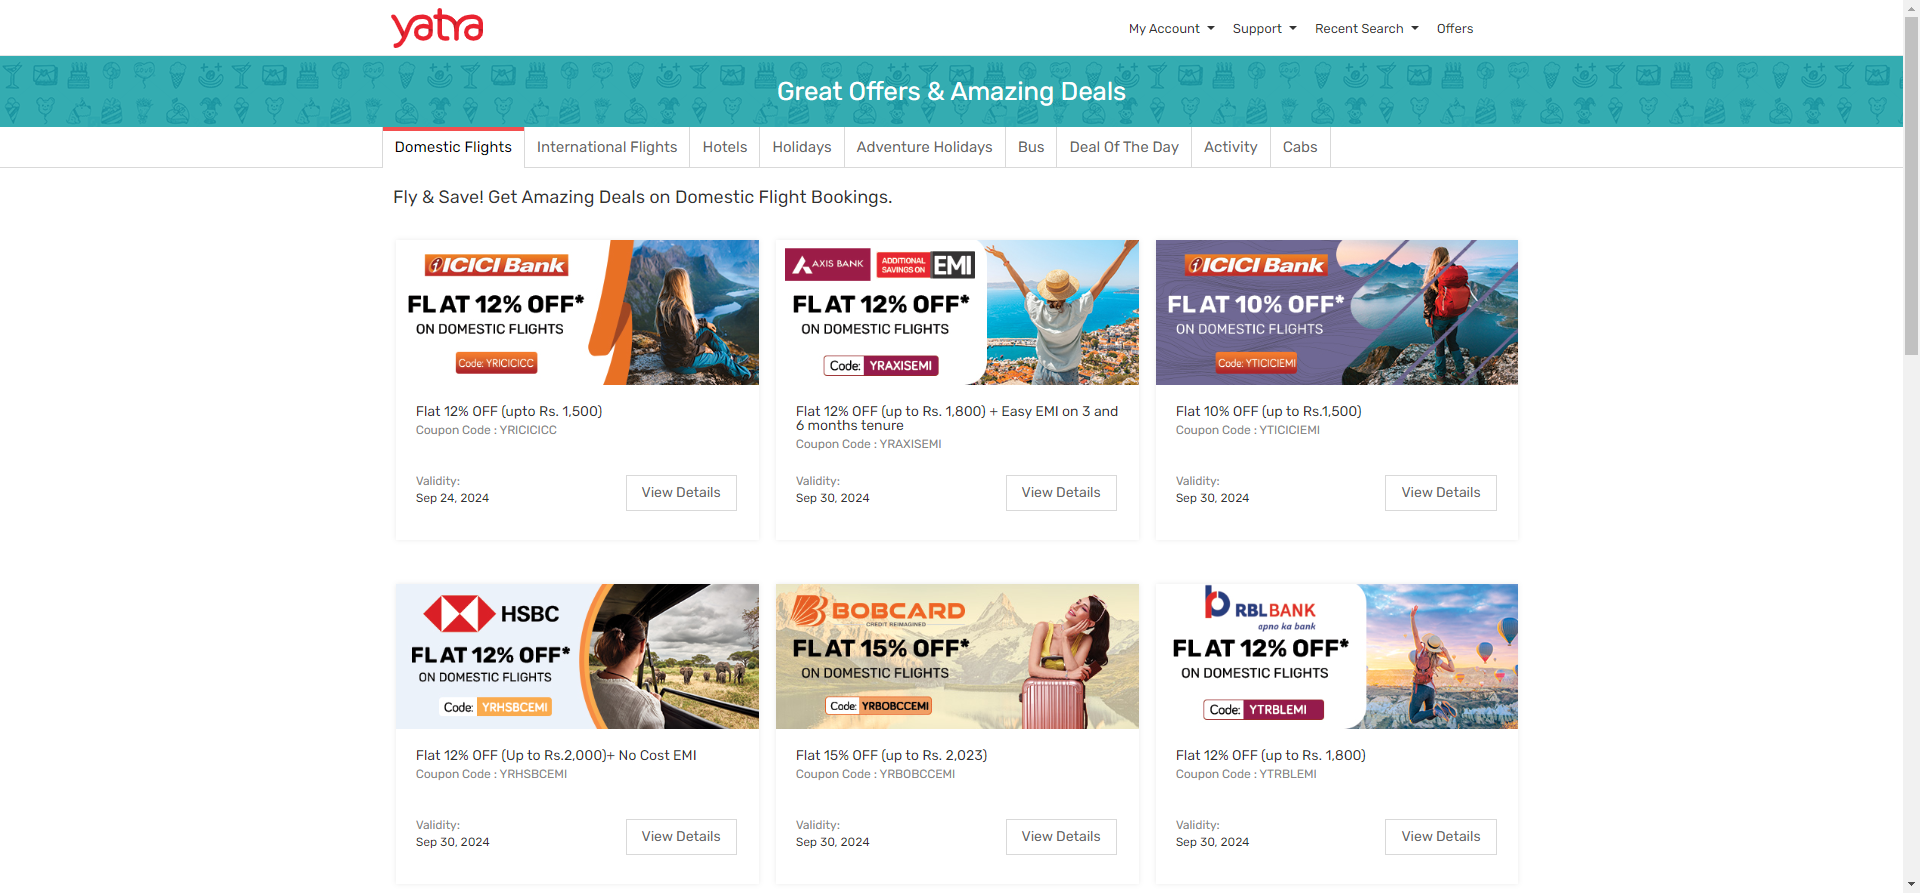 yatra
My Account
Support
Recent Search
Offers
Great Offers & Amazing Deals
Domestic Flights
International Flights
Hotels
Holidays
Adventure Holidays
Bus
Deal Of The Day
Activity
Cabs
Fly & Save! Get Amazing Deals on Domestic Flight Bookings.
ICICI Bank
FLAT 12% OFF*
ON DOMESTIC FLIGHTS
Code: YRICICICC
Flat 12% OFF (upto Rs. 1,500)
Coupon Code : YRICICICC
Validity:
Sep 24, 2024
View Details
AXIS BANK
ADDITIONAL
SAVINGS ON
EMI
FLAT 12% OFF*
ON DOMESTIC FLIGHTS
Code: YRAXISEMI
Flat 12% OFF (up to Rs. 1,800) + Easy EMI on 3 and
6 months tenure
Coupon Code : YRAXISEMI
Validity:
Sep 30, 2024
View Details
ICICI Bank
FLAT 10% OFF*
ON DOMESTIC FLIGHTS
Code: YTICICIEMI
Flat 10% OFF (up to Rs.1,500)
Coupon Code : YTICICIEMI
Validity:
Sep 30, 2024
View Details
HSBC
FLAT 12% OFF*
ON DOMESTIC FLIGHTS
Code: YRHSBCEMI
Flat 12% OFF (Up to Rs.2,000)+ No Cost EMI
Coupon Code : YRHSBCEMI
Validity:
Sep 30, 2024
View Details
BOBCARD
CREDIT REIMAGINED
FLAT 15% OFF*
ON DOMESTIC FLIGHTS
Code: YRBOBCCEMI
Flat 15% OFF (up to Rs. 2,023)
Coupon Code : YRBOBCCEMI
Validity:
Sep 30, 2024
View Details
RBLBANK
apno ka bank
FLAT 12% OFF*
ON DOMESTIC FLIGHTS
Code: YTRBLEMI
Flat 12% OFF (up to Rs. 1,800)
Coupon Code : YTRBLEMI
Validity:
Sep 30, 2024
View Details